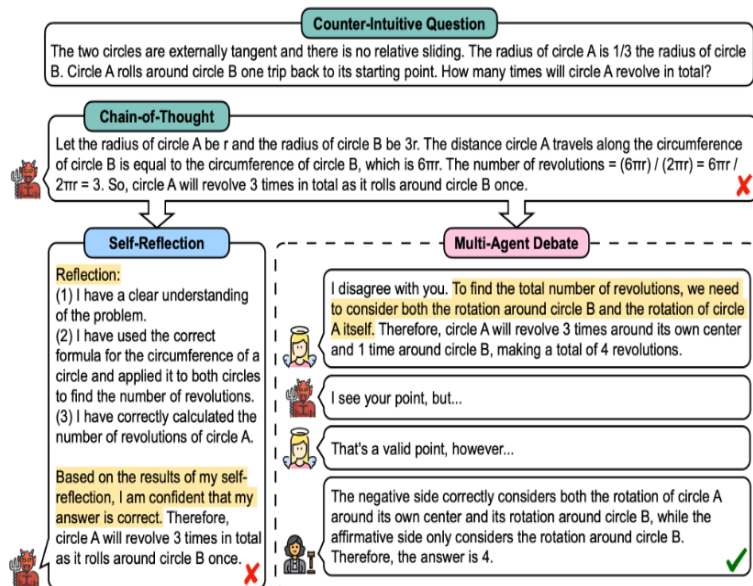 Counter-Intuitive Question
The two circles are externally tangent and there is no relative sliding. The radius of circle A is 1/3 the radius of circle
B. Circle A rolls around circle B one trip back to its starting point. How many times will circle A revolve in total?
Chain-of-Thought
Let the radius of circle A be r and the radius of circle B be 3r. The distance circle A travels along the circumference
of circle B is equal to the circumference of circle B, which is 6πr. The number of revolutions = (6πr) / (2πr) = 6πr /
2πr = 3. So, circle A will revolve 3 times in total as it rolls around circle B once.
Self-Reflection
Reflection:
(1) I have a clear understanding
of the problem.
(2) I have used the correct
formula for the circumference of a
circle and applied it to both circles
to find the number of revolutions.
(3) I have correctly calculated the
number of revolutions of circle A.
Based on the results of my self-
reflection, I am confident that my
answer is correct. Therefore,
circle A will revolve 3 times in total
as it rolls around circle B once.
Multi-Agent Debate
I disagree with you. To find the total number of revolutions, we need
to consider both the rotation around circle B and the rotation of circle
A itself. Therefore, circle A will revolve 3 times around its own center
and 1 time around circle B, making a total of 4 revolutions.
I see your point, but...
That's a valid point, however...
The negative side correctly considers both the rotation of circle A
around its own center and its rotation around circle B, while the
affirmative side only considers the rotation around circle B.
Therefore, the answer is 4.